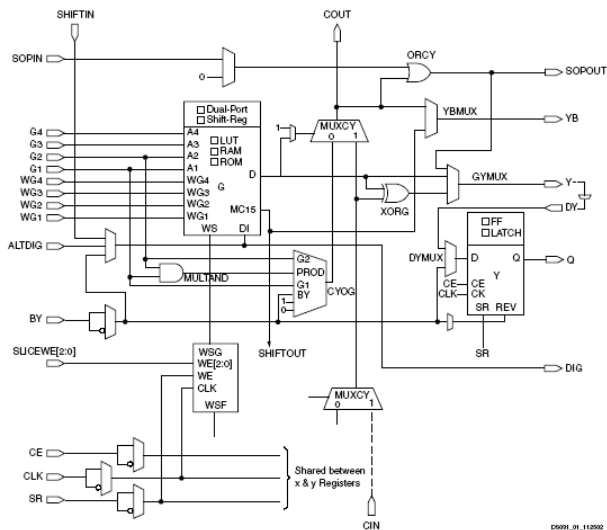 SHIFTIN
COUT
SOPIN
0
ORCY
SOPOUT
Dual-Port
Shift-Reg
YBMUX
YB
G4
G3
G2
G1
WG4
WG3
WG2
WG1
A4
A3
A2
A1
WG4
WG3
WG2
WG1
LUT
RAM
ROM
G
D
MC15
WS
DI
1
MUXCY
0 1
GYMUX
Y
XORG
DY
ALTDIG
MULTAND
G2
PROD
G1
BY
1
0
CYOG
DYMUX
FF
LATCH
D
Q
Q
Y
CE
CE
CLK
CK
SR REV
BY
SR
SHIFTOUT
DIG
SLICEWE[2:0]
WSG
WE[2:0]
WE
CLK
WSF
MUXCY
0 1
CE
CLK
SR
Shared between
x & y Registers
CIN
DS091_01_112502